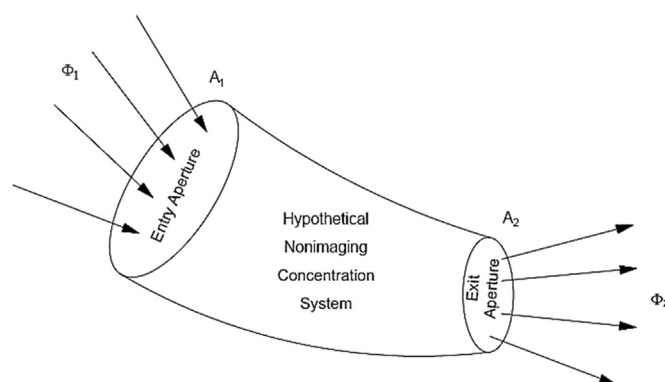 Φ1
A1
Entry Aperture
Hypothetical
Nonimaging
Concentration
System
A2
Exit
Aperture